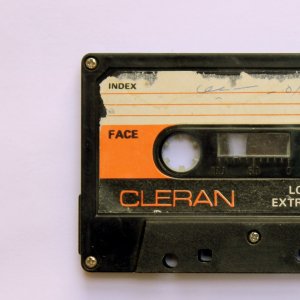 INDEX
FACE
CLERAN
LO
EXTR